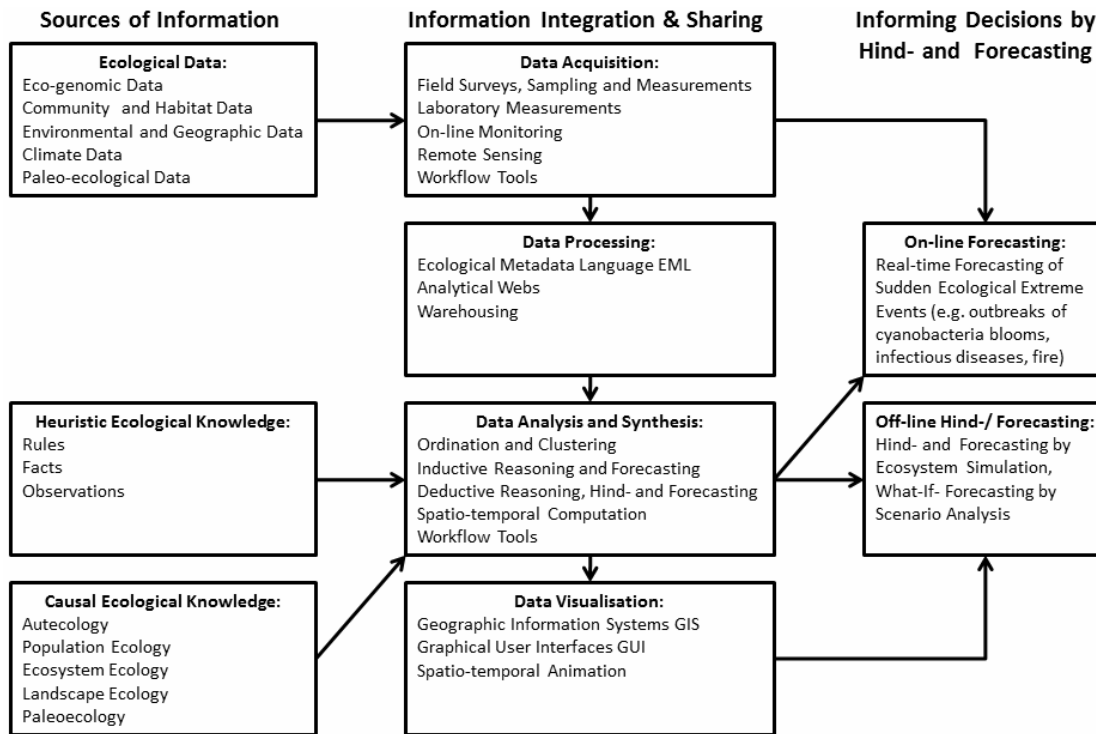 Sources of Information
Information Integration & Sharing
Informing Decisions by
Hind- and Forecasting
Ecological Data:
Eco-genomic Data
Community and Habitat Data
Environmental and Geographic Data
Climate Data
Paleo-ecological Data
Data Acquisition:
Field Surveys, Sampling and Measurements
Laboratory Measurements
On-line Monitoring
Remote Sensing
Workflow Tools
Data Processing:
Ecological Metadata Language EML
Analytical Webs
Warehousing
On-line Forecasting:
Real-time Forecasting of
Sudden Ecological Extreme
Events (e.g. outbreaks of
cyanobacteria blooms,
infectious diseases, fire)
Heuristic Ecological Knowledge:
Rules
Facts
Observations
Data Analysis and Synthesis:
Ordination and Clustering
Inductive Reasoning and Forecasting
Deductive Reasoning, Hind- and Forecasting
Spatio-temporal Computation
Workflow Tools
Off-line Hind-/ Forecasting:
Hind- and Forecasting by
Ecosystem Simulation,
What-If- Forecasting by
Scenario Analysis
Causal Ecological Knowledge:
Autecology
Population Ecology
Ecosystem Ecology
Landscape Ecology
Paleoecology
Data Visualisation:
Geographic Information Systems GIS
Graphical User Interfaces GUI
Spatio-temporal Animation